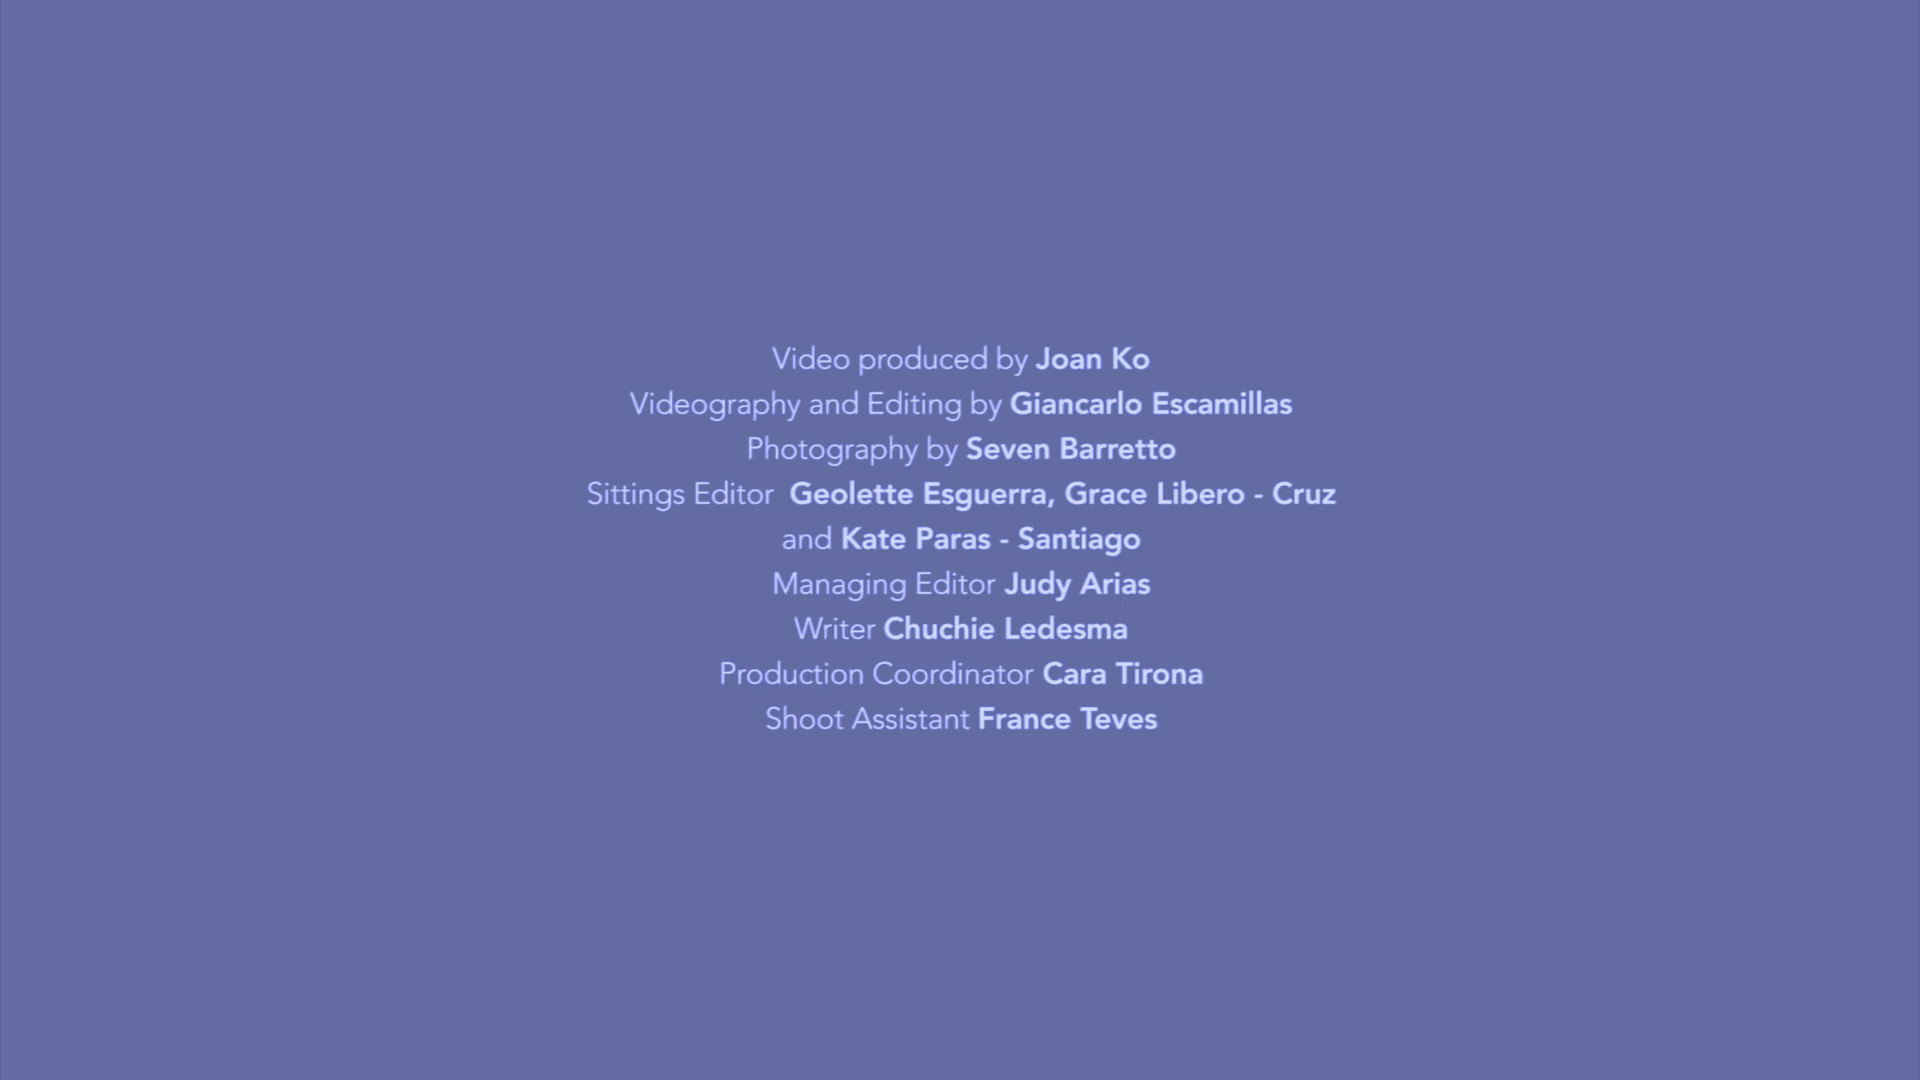 Video produced by Joan Ko
Videography and Editing by Giancarlo Escamillas
Photography by Seven Barretto
Sittings Editor  Geolette Esguerra, Grace Libero - Cruz
and Kate Paras - Santiago
Managing Editor Judy Arias
Writer Chuchie Ledesma
Production Coordinator Cara Tirona
Shoot Assistant France Teves